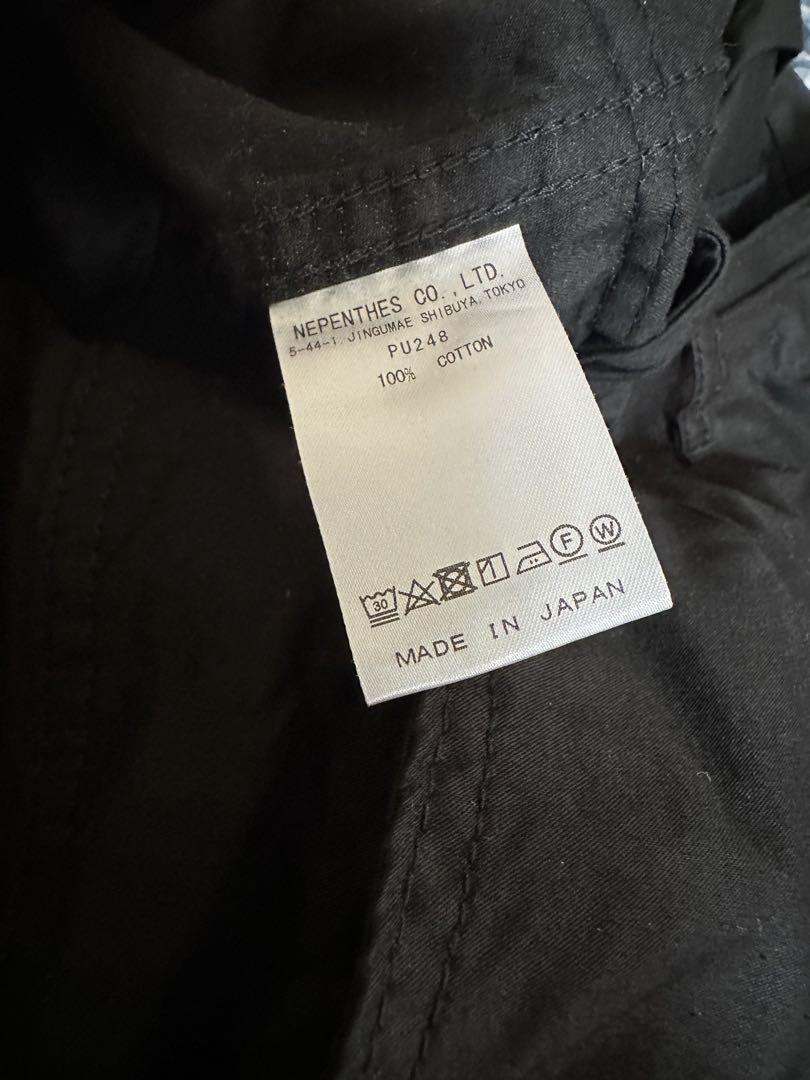 NEPENTHES CO.,LTD.
5-44-1, JINGUMAE SHIBUYA, TOKYO
PU248
100% COTTON
30 F W
MADE IN JAPAN